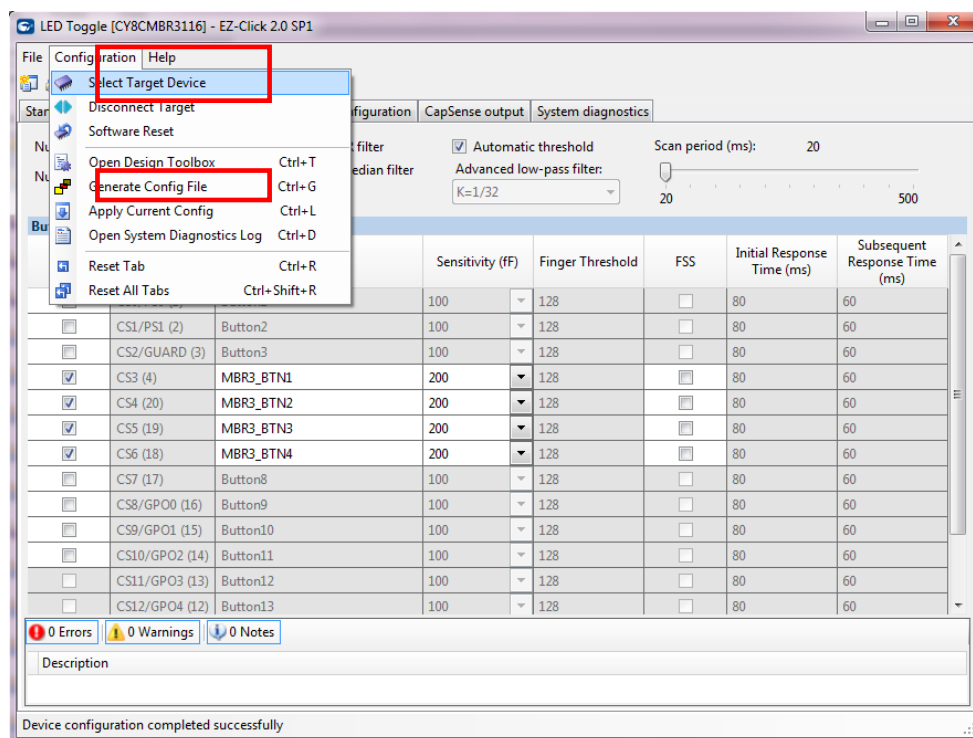 LED Toggle [CY8CMBR3116] - EZ-Click 2.0 SP1
File Configuration Help
Select Target Device
Disconnect Target
Software Reset
Open Design Toolbox Ctrl+T
Generate Config File Ctrl+G
Apply Current Config Ctrl+L
Open System Diagnostics Log Ctrl+D
Reset Tab Ctrl+R
Reset All Tabs Ctrl+Shift+R
CapSense output System diagnostics
filter Automatic threshold Scan period (ms): 20
filter Advanced low-pass filter:
K=1/32 20 500
Sensitivity (fF) Finger Threshold FSS Initial Response Time (ms) Subsequent Response Time (ms)
100 128 80 60
CS1/PS1 (2) Button2 100 128 80 60
CS2/GUARD (3) Button3 100 128 80 60
CS3 (4) MBR3_BTN1 200 128 80 60
CS4 (20) MBR3_BTN2 200 128 80 60
CS5 (19) MBR3_BTN3 200 128 80 60
CS6 (18) MBR3_BTN4 200 128 80 60
CS7 (17) Button8 100 128 80 60
CS8/GPO0 (16) Button9 100 128 80 60
CS9/GPO1 (15) Button10 100 128 80 60
CS10/GPO2 (14) Button11 100 128 80 60
CS11/GPO3 (13) Button12 100 128 80 60
CS12/GPO4 (12) Button13 100 128 80 60
0 Errors 0 Warnings 0 Notes
Description
Device configuration completed successfully